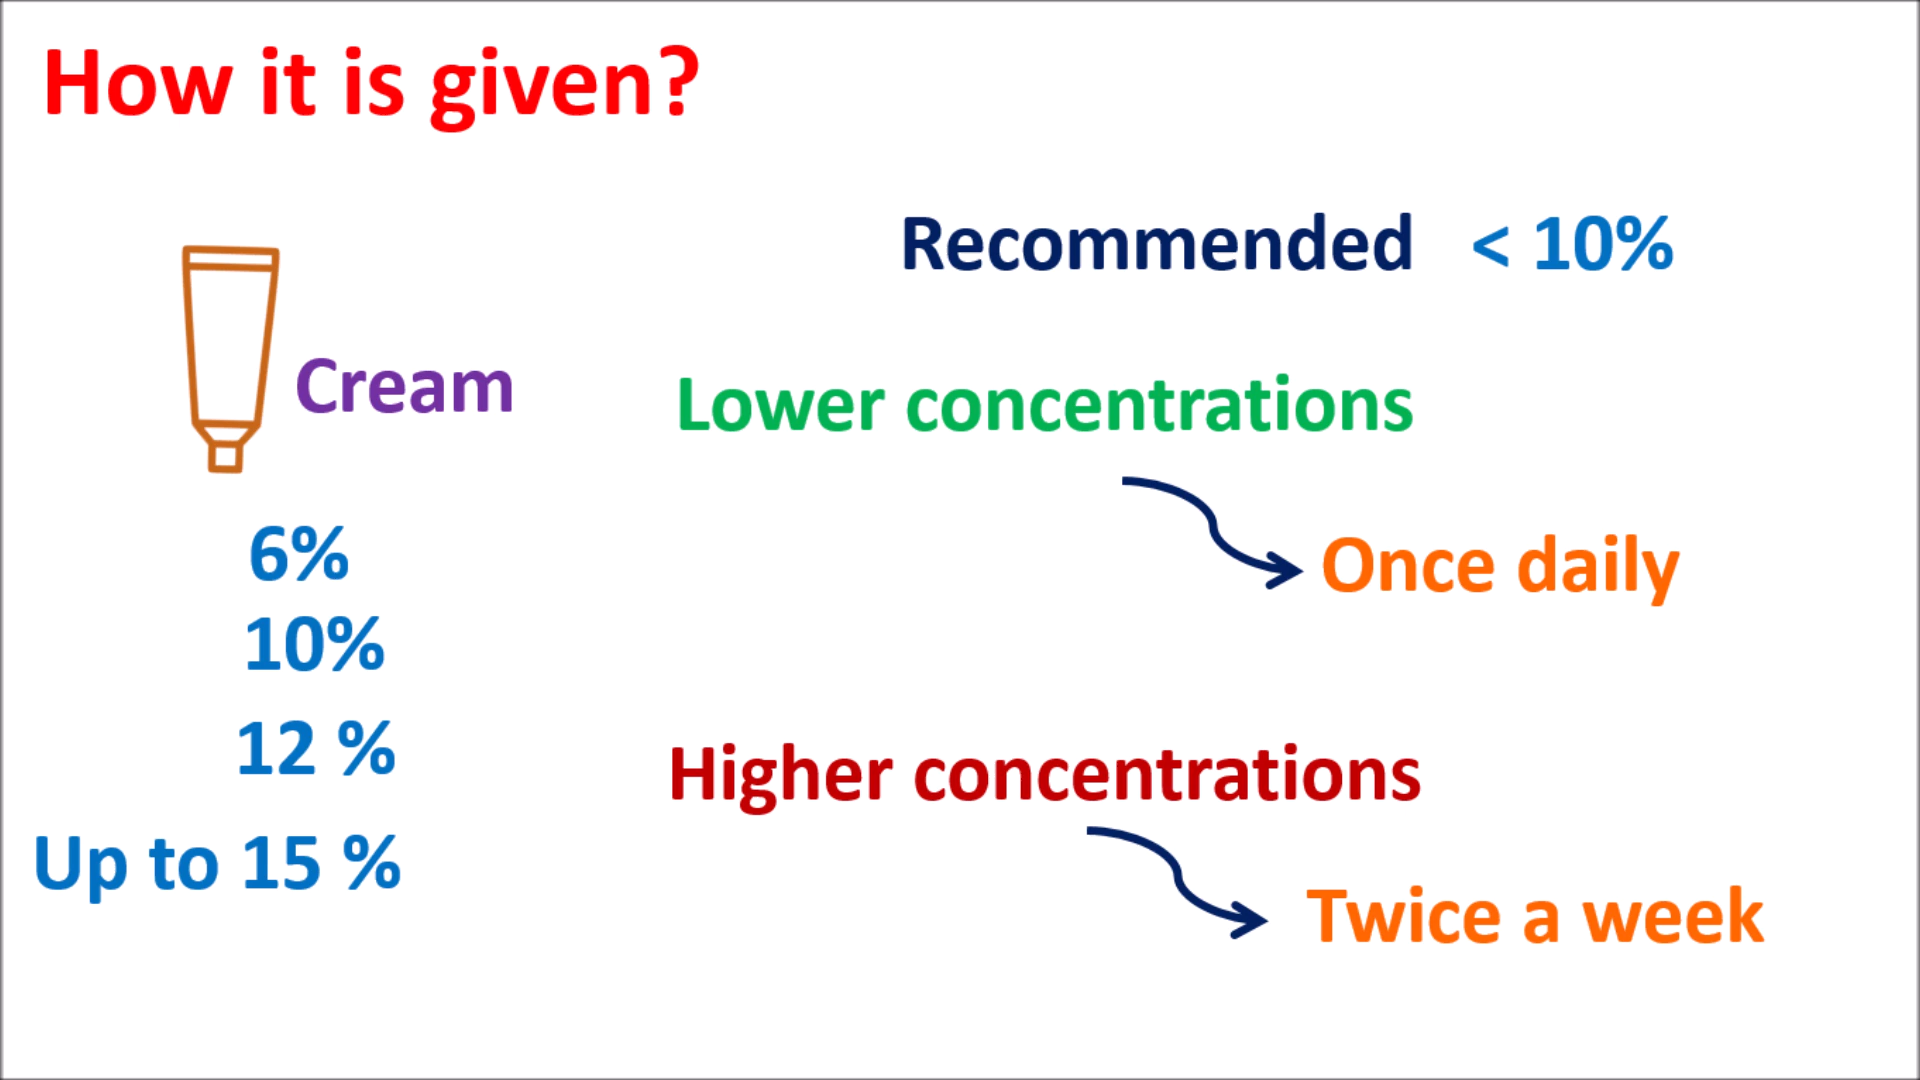 How it is given?
Cream
6%
10%
12 %
Up to 15 %
Recommended < 10%
Lower concentrations
Once daily
Higher concentrations
Twice a week